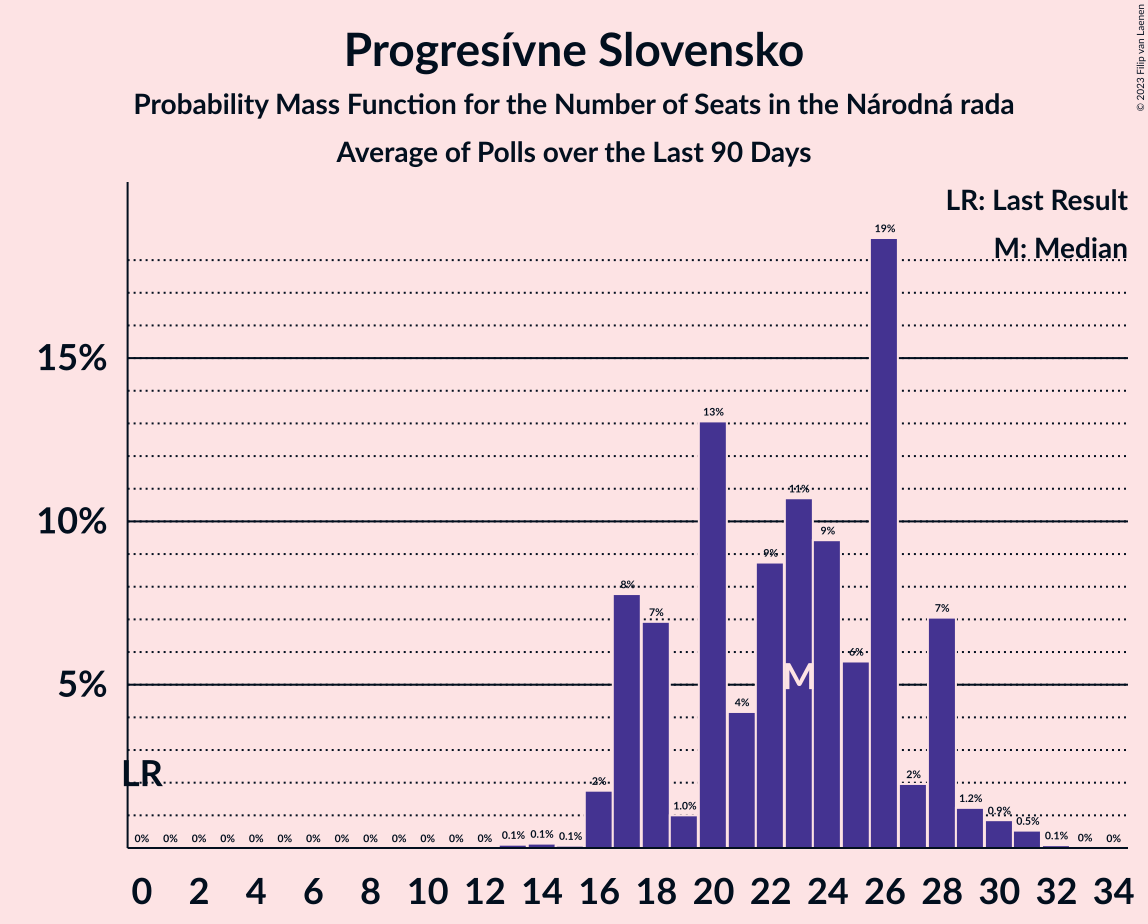 Progresívne Slovensko
Probability Mass Function for the Number of Seats in the Národná rada
Average of Polls over the Last 90 Days
© 2023 Filip van Laenen
LR: Last Result
M: Median
15%
10%
5%
LR
M
0% 0% 0% 0% 0% 0% 0% 0% 0% 0% 0% 0% 0% 0.1% 0.1% 0.1% 2% 8% 7% 1.0% 13% 4% 9% 11% 9% 6% 19% 2% 7% 1.2% 0.9% 0.5% 0.1% 0% 0%
0 2 4 6 8 10 12 14 16 18 20 22 24 26 28 30 32 34